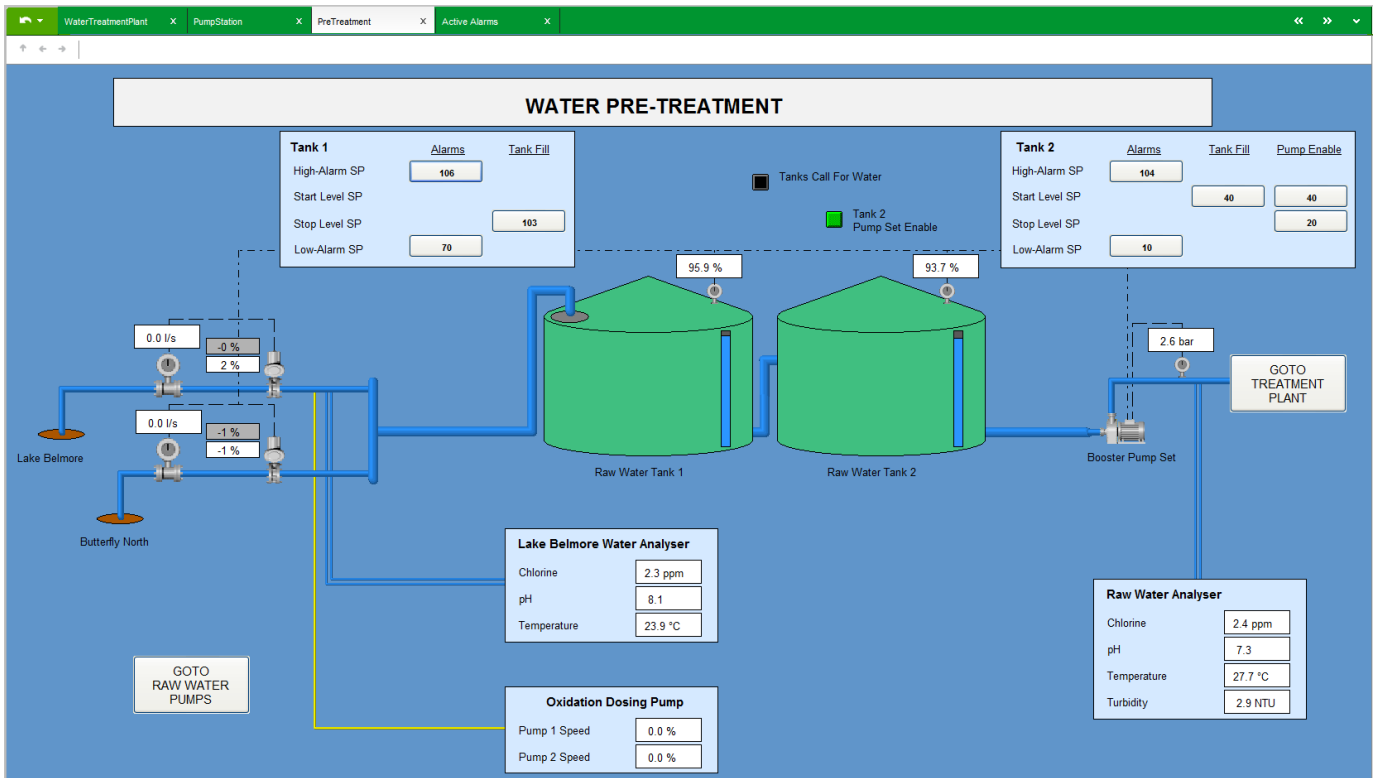 WaterTreatmentPlant X PumpStation X PreTreatment X Active Alarms X
WATER PRE-TREATMENT
Tank 1 Alarms Tank Fill
High-Alarm SP 106
Start Level SP
Stop Level SP 103
Low-Alarm SP 70
Tanks Call For Water
Tank 2
Pump Set Enable
Tank 2 Alarms Tank Fill Pump Enable
High-Alarm SP 104
Start Level SP 40 40
Stop Level SP 20
Low-Alarm SP 10
95.9 % 93.7 %
0.0 l/s
-0 %
2 %
0.0 l/s
-1 %
-1 %
2.6 bar
GOTO
TREATMENT
PLANT
Lake Belmore
Butterfly North
Raw Water Tank 1
Raw Water Tank 2
Booster Pump Set
Lake Belmore Water Analyser
Chlorine 2.3 ppm
pH 8.1
Temperature 23.9 °C
GOTO
RAW WATER
PUMPS
Oxidation Dosing Pump
Pump 1 Speed 0.0 %
Pump 2 Speed 0.0 %
Raw Water Analyser
Chlorine 2.4 ppm
pH 7.3
Temperature 27.7 °C
Turbidity 2.9 NTU